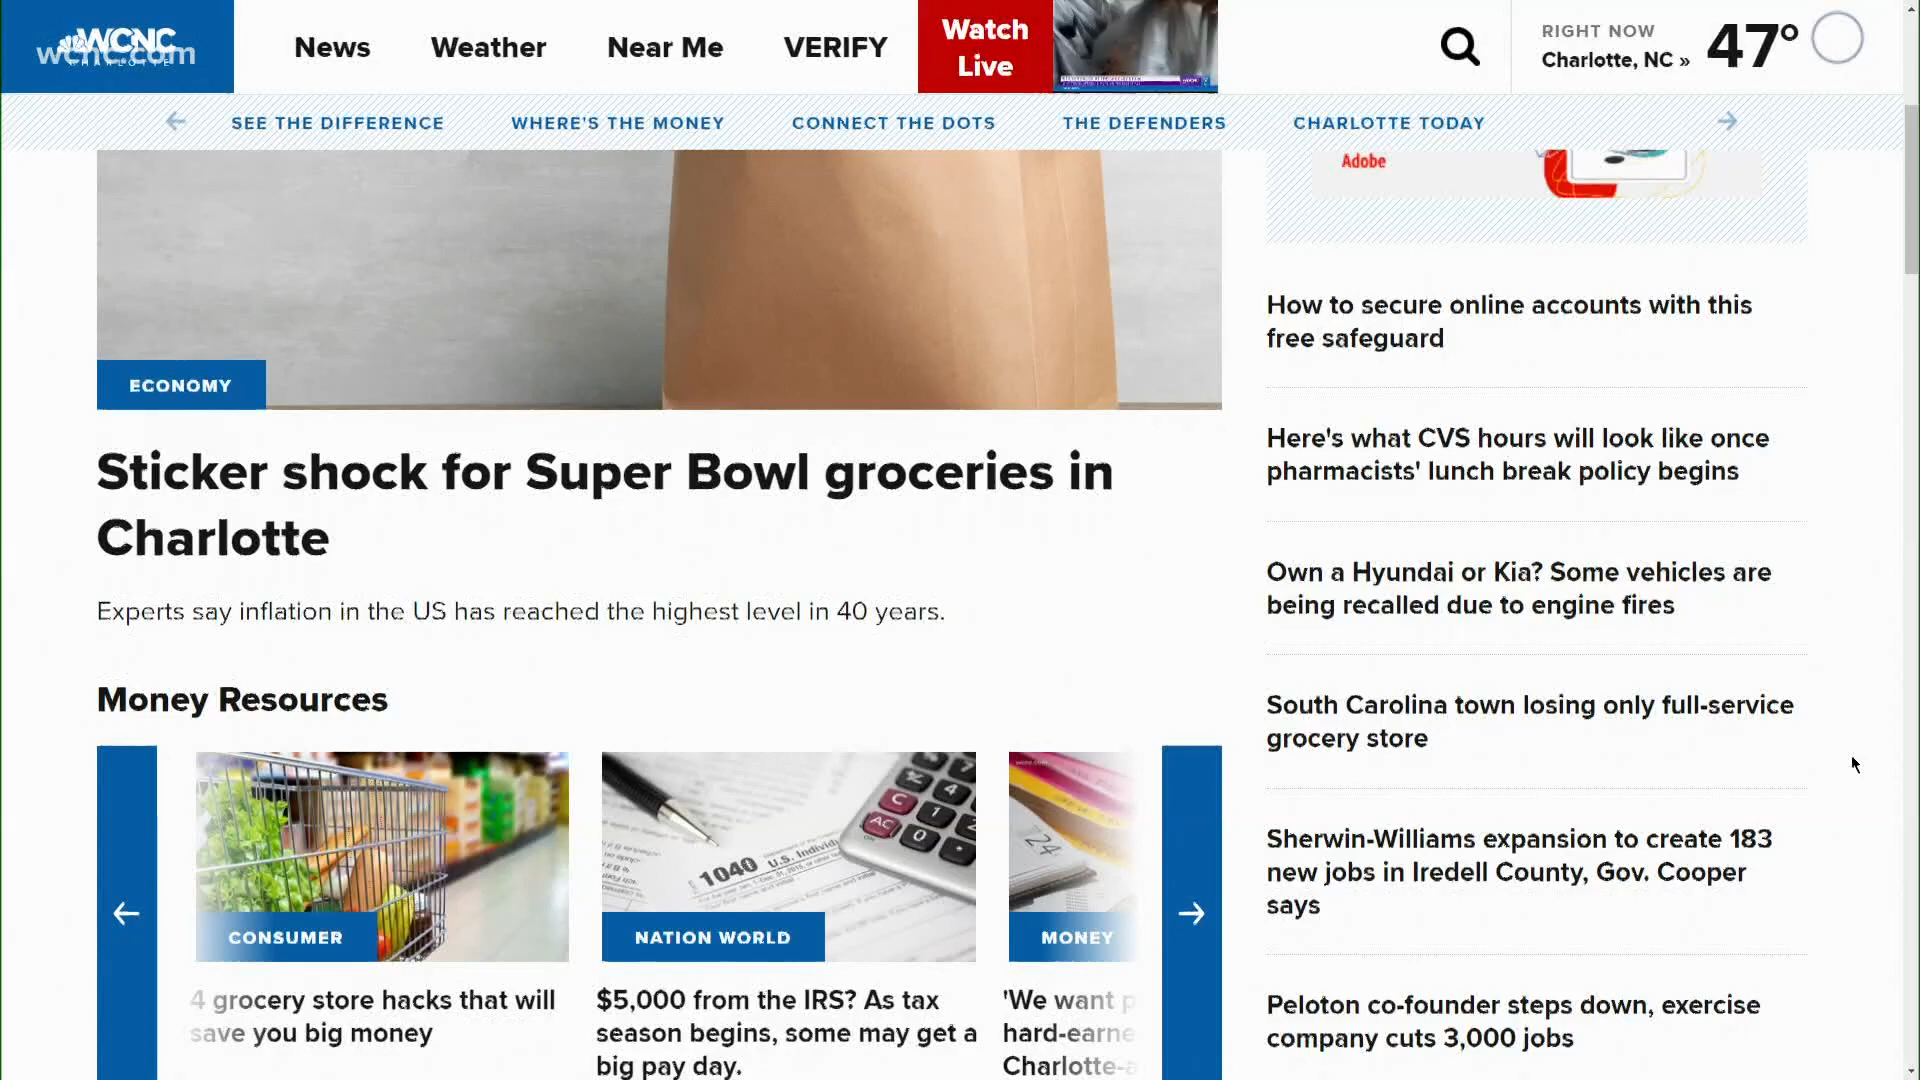 WCNC
wcnc.com
CHARLOTTE
News
Weather
Near Me
VERIFY
Watch
Live
RIGHT NOW
Charlotte, NC »
47°
SEE THE DIFFERENCE
WHERE'S THE MONEY
CONNECT THE DOTS
THE DEFENDERS
CHARLOTTE TODAY
Adobe
ECONOMY
Sticker shock for Super Bowl groceries in
Charlotte
Experts say inflation in the US has reached the highest level in 40 years.
Money Resources
CONSUMER
4 grocery store hacks that will
save you big money
1040 U.S. Individ
NATION WORLD
$5,000 from the IRS? As tax
season begins, some may get a
big pay day.
24
MONEY
'We want
hard-earne
Charlotte-a
How to secure online accounts with this
free safeguard
Here's what CVS hours will look like once
pharmacists' lunch break policy begins
Own a Hyundai or Kia? Some vehicles are
being recalled due to engine fires
South Carolina town losing only full-service
grocery store
Sherwin-Williams expansion to create 183
new jobs in Iredell County, Gov. Cooper
says
Peloton co-founder steps down, exercise
company cuts 3,000 jobs